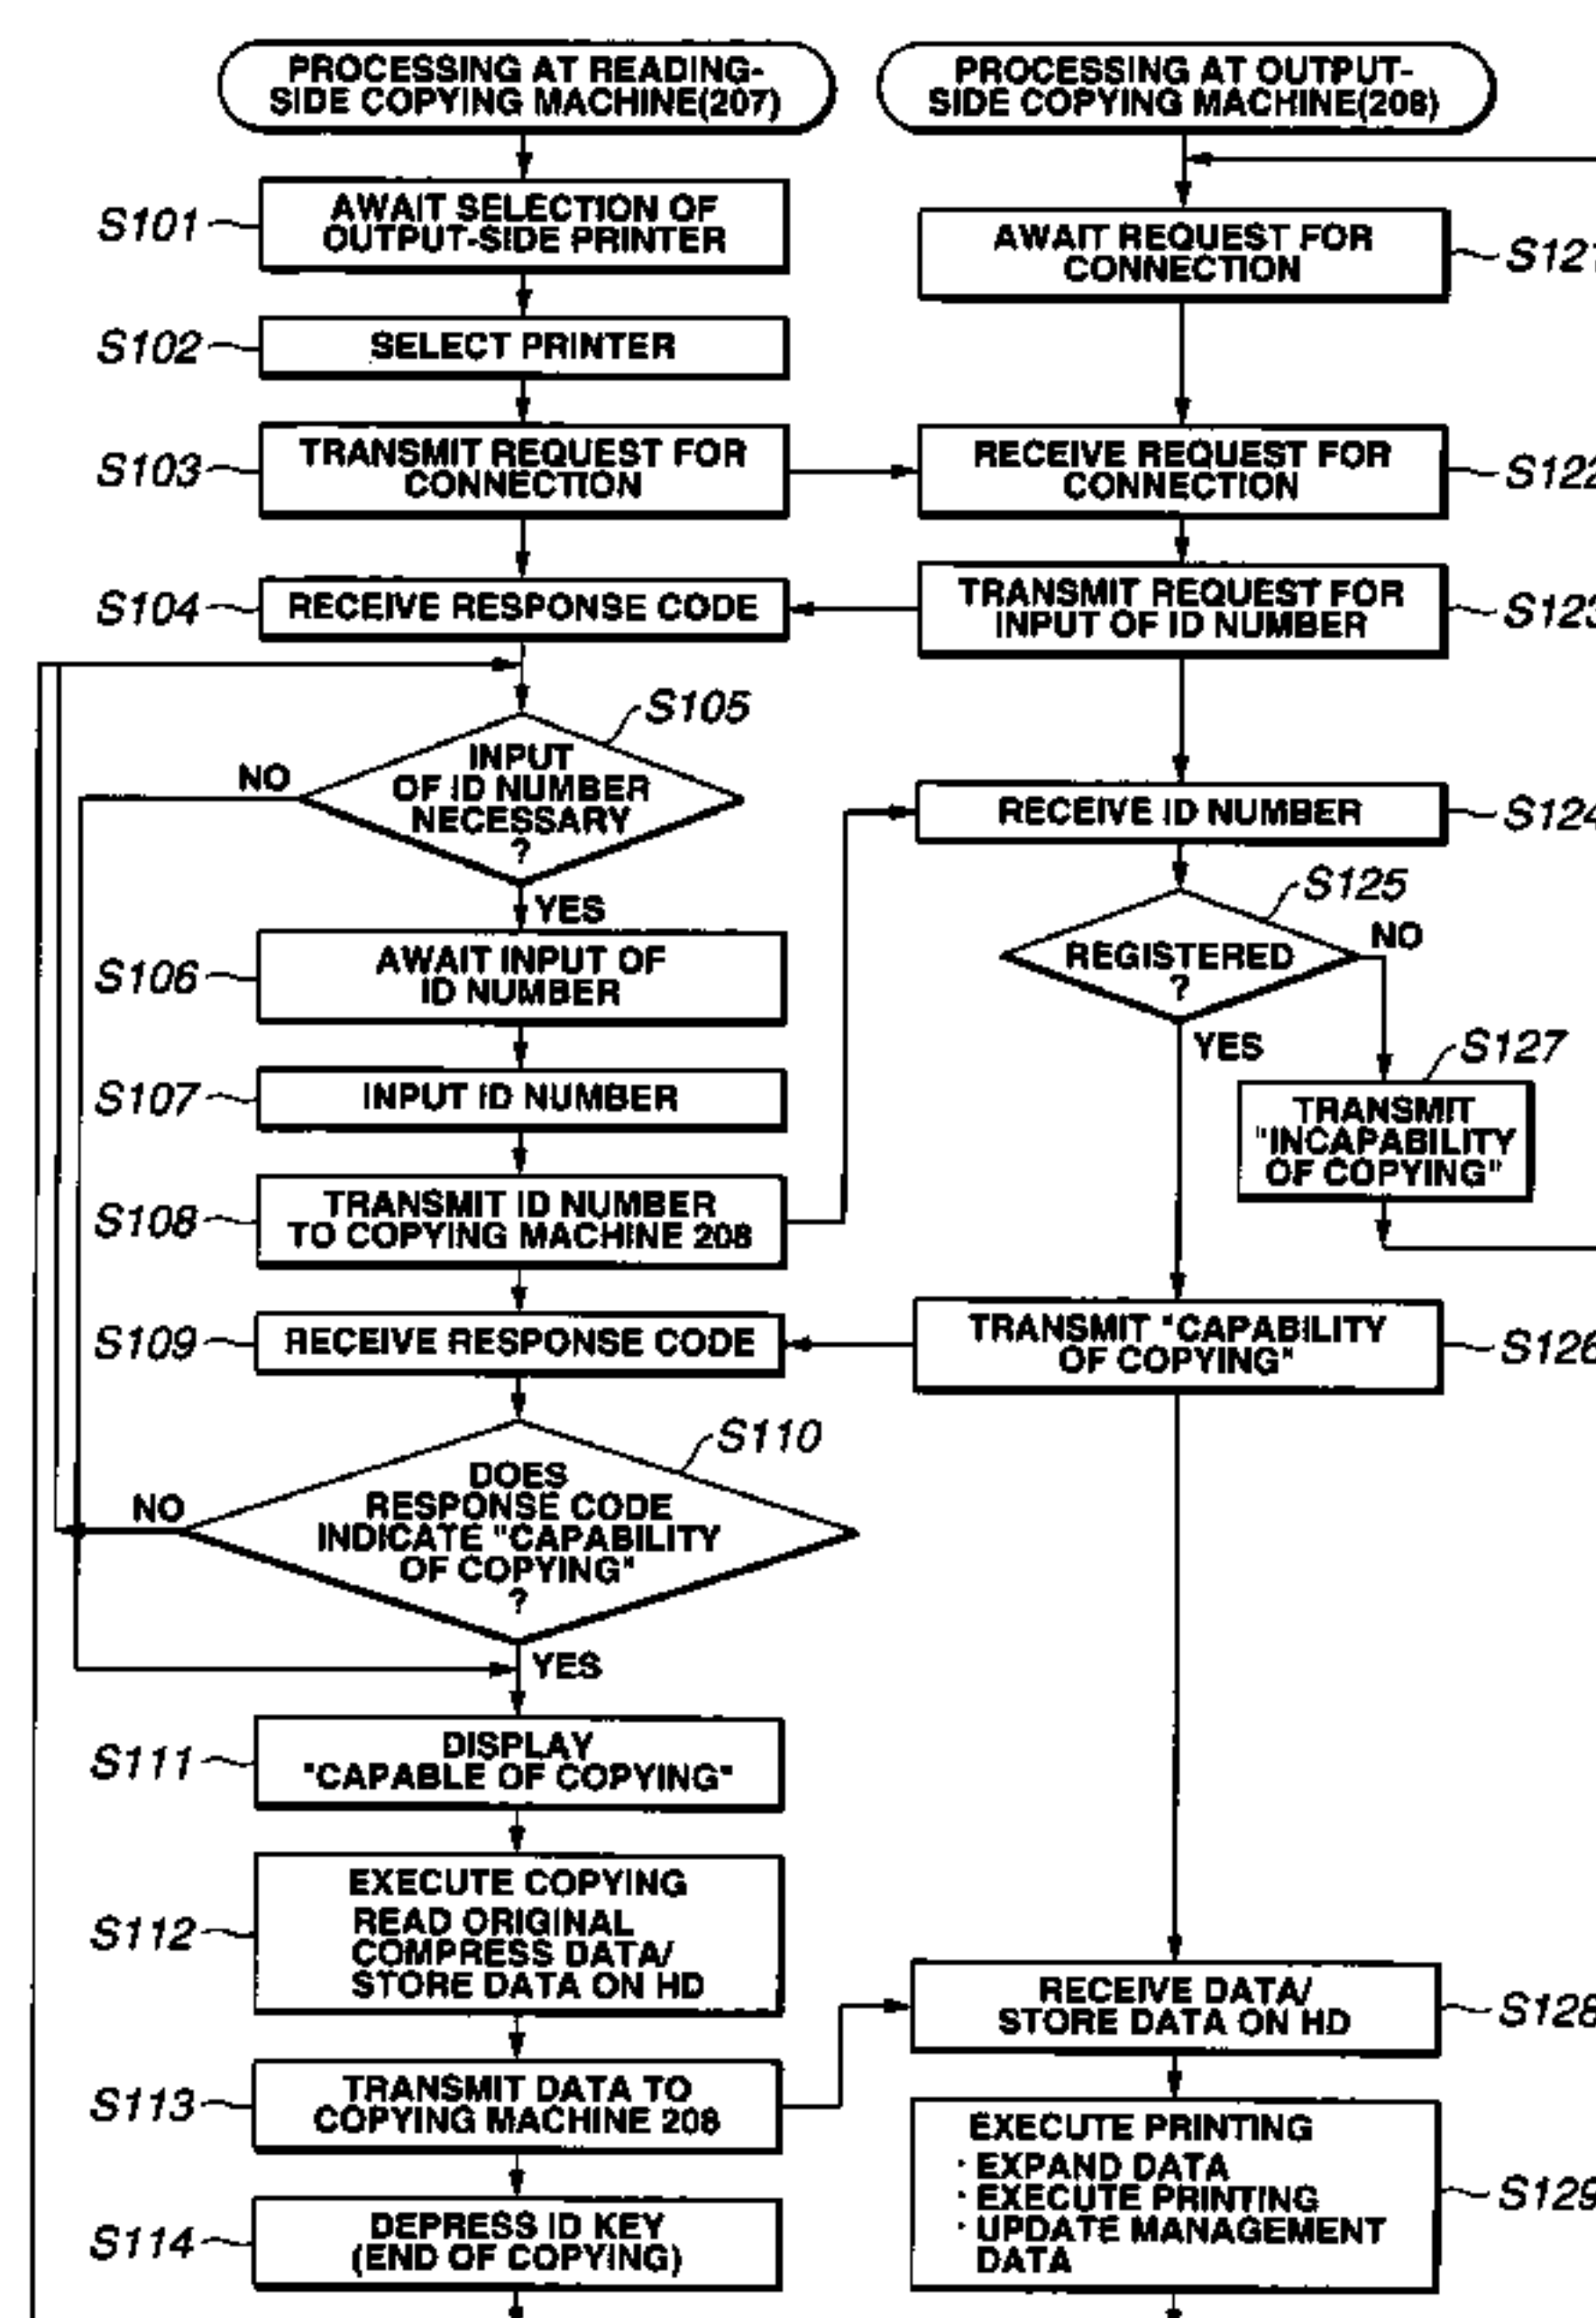 PROCESSING AT READING-
SIDE COPYING MACHINE(207)
S101
AWAIT SELECTION OF
OUTPUT-SIDE PRINTER
S102
SELECT PRINTER
S103
TRANSMIT REQUEST FOR
CONNECTION
S104
RECEIVE RESPONSE CODE
S105
INPUT
OF ID NUMBER
NECESSARY
?
NO
YES
S106
AWAIT INPUT OF
ID NUMBER
S107
INPUT ID NUMBER
S108
TRANSMIT ID NUMBER
TO COPYING MACHINE 208
S109
RECEIVE RESPONSE CODE
S110
DOES
RESPONSE CODE
INDICATE "CAPABILITY
OF COPYING"
?
NO
YES
S111
DISPLAY
"CAPABLE OF COPYING"
S112
EXECUTE COPYING
READ ORIGINAL
COMPRESS DATA/
STORE DATA ON HD
S113
TRANSMIT DATA TO
COPYING MACHINE 208
S114
DEPRESS ID KEY
(END OF COPYING)
PROCESSING AT OUTPUT-
SIDE COPYING MACHINE(208)
AWAIT REQUEST FOR
CONNECTION
S121
RECEIVE REQUEST FOR
CONNECTION
S122
TRANSMIT REQUEST FOR
INPUT OF ID NUMBER
S123
RECEIVE ID NUMBER
S124
S125
REGISTERED
?
NO
YES
S127
TRANSMIT
"INCAPABILITY
OF COPYING"
TRANSMIT "CAPABILITY
OF COPYING"
S126
RECEIVE DATA/
STORE DATA ON HD
S128
EXECUTE PRINTING
· EXPAND DATA
· EXECUTE PRINTING
· UPDATE MANAGEMENT
DATA
S129